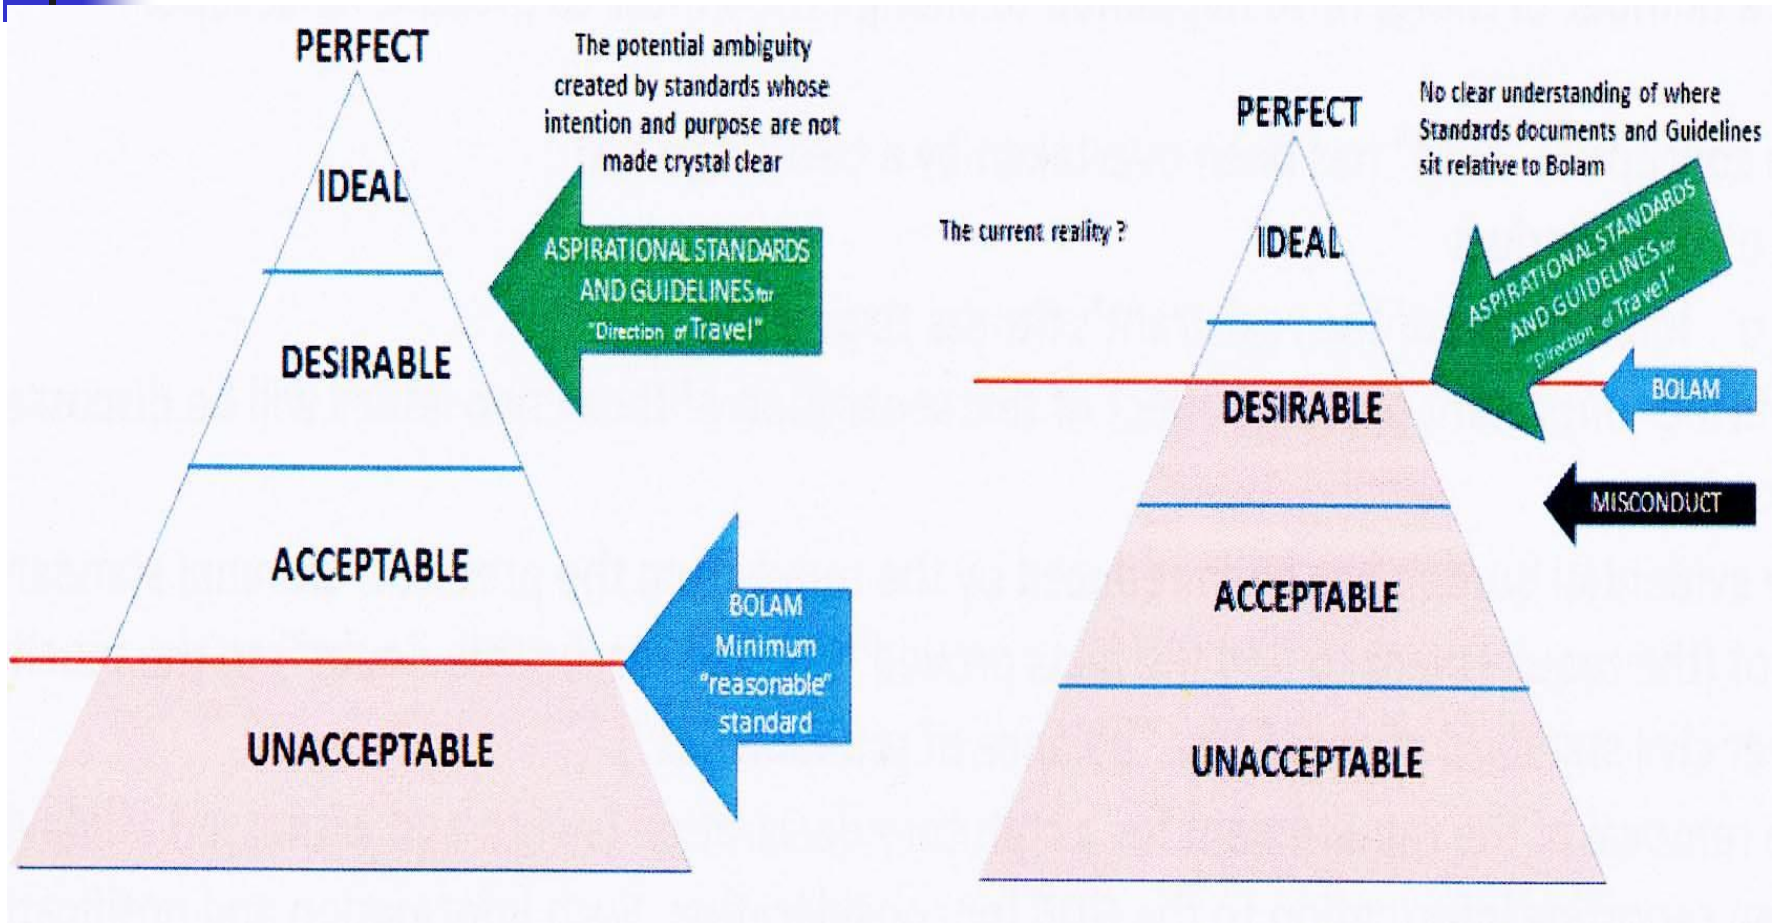 PERFECT
The potential ambiguity
created by standards whose
intention and purpose are not
made crystal clear
IDEAL
ASPIRATIONAL STANDARDS
AND GUIDELINES for
"Direction of Travel"
DESIRABLE
ACCEPTABLE
BOLAM
Minimum
"reasonable"
standard
UNACCEPTABLE
No clear understanding of where
Standards documents and Guidelines
sit relative to Bolam
PERFECT
The current reality ?
IDEAL
ASPIRATIONAL STANDARDS
AND GUIDELINES for
"Direction of Travel"
BOLAM
DESIRABLE
MISCONDUCT
ACCEPTABLE
UNACCEPTABLE